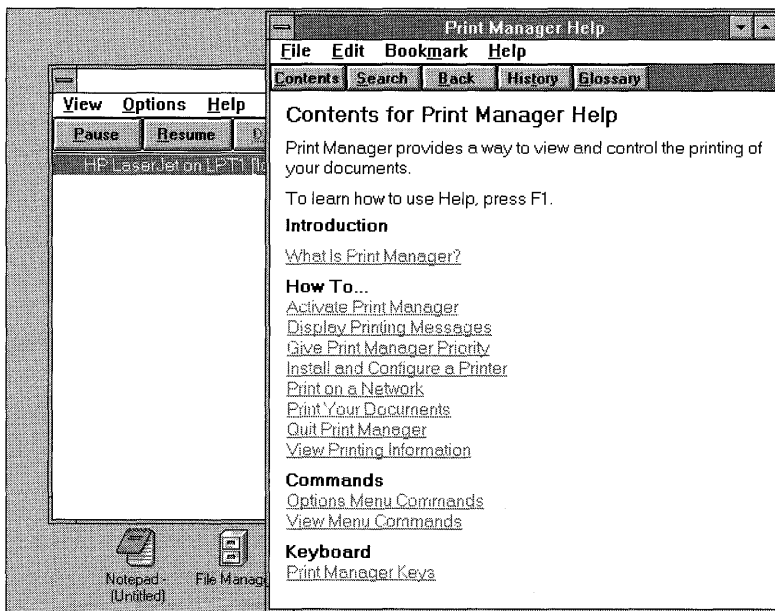 Print Manager Help
File Edit Bookmark Help
Contents Search Back History Glossary
Contents for Print Manager Help
Print Manager provides a way to view and control the printing of
your documents.
To learn how to use Help, press F1.
Introduction
What Is Print Manager?
How To...
Activate Print Manager
Display Printing Messages
Give Print Manager Priority
Install and Configure a Printer
Print on a Network
Print Your Documents
Quit Print Manager
View Printing Information
Commands
Options Menu Commands
View Menu Commands
Keyboard
Print Manager Keys
View Options Help
Pause Resume D
HP LaserJet on LPT1
Notepad - File Manag
(Untitled)